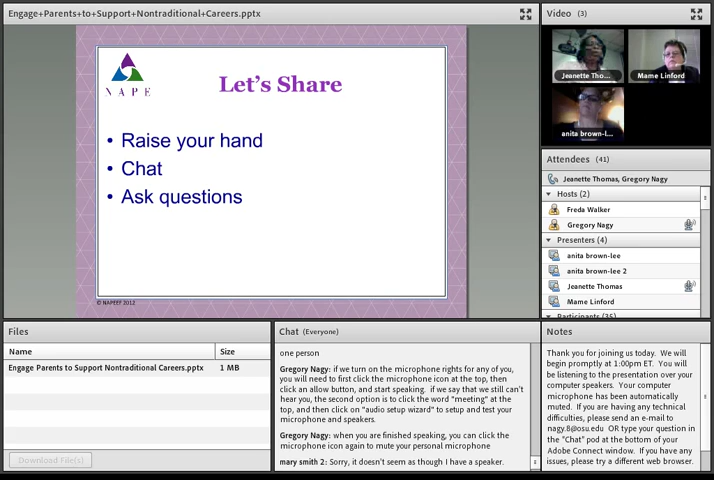 Engage+Parents+to+Support+Nontraditional+Careers.pptx
NAPE
Let's Share
• Raise your hand
• Chat
• Ask questions
© NAPEEF 2012
Video (3)
Jeanette Tho...
Mame Linford
anita brown-l...
Attendees (41)
Jeanette Thomas, Gregory Nagy
Hosts (2)
Freda Walker
Gregory Nagy
Presenters (4)
anita brown-lee
anita brown-lee 2
Jeanette Thomas
Mame Linford
Participants (35)
Files
Name Size
Engage Parents to Support Nontraditional Careers.pptx 1 MB
Download File(s)
Chat (Everyone)
one person
Gregory Nagy: if we turn on the microphone rights for any of you,
you will need to first click the microphone icon at the top, then
click an allow button, and start speaking. if we say that we still can't
hear you, the second option is to click the word "meeting" at the
top, and then click on "audio setup wizard" to setup and test your
microphone and speakers.
Gregory Nagy: when you are finished speaking, you can click the
microphone icon again to mute your personal microphone
mary smith 2: Sorry, it doesn't seem as though I have a speaker.
Notes
Thank you for joining us today. We will
begin promptly at 1:00pm ET. You will
be listening to the presentation over your
computer speakers. Your computer
microphone has been automatically
muted. If you are having any technical
difficulties, please send an e-mail to
nagy.8@osu.edu OR type your question in
the "Chat" pod at the bottom of your
Adobe Connect window. If you have any
issues, please try a different web browser.